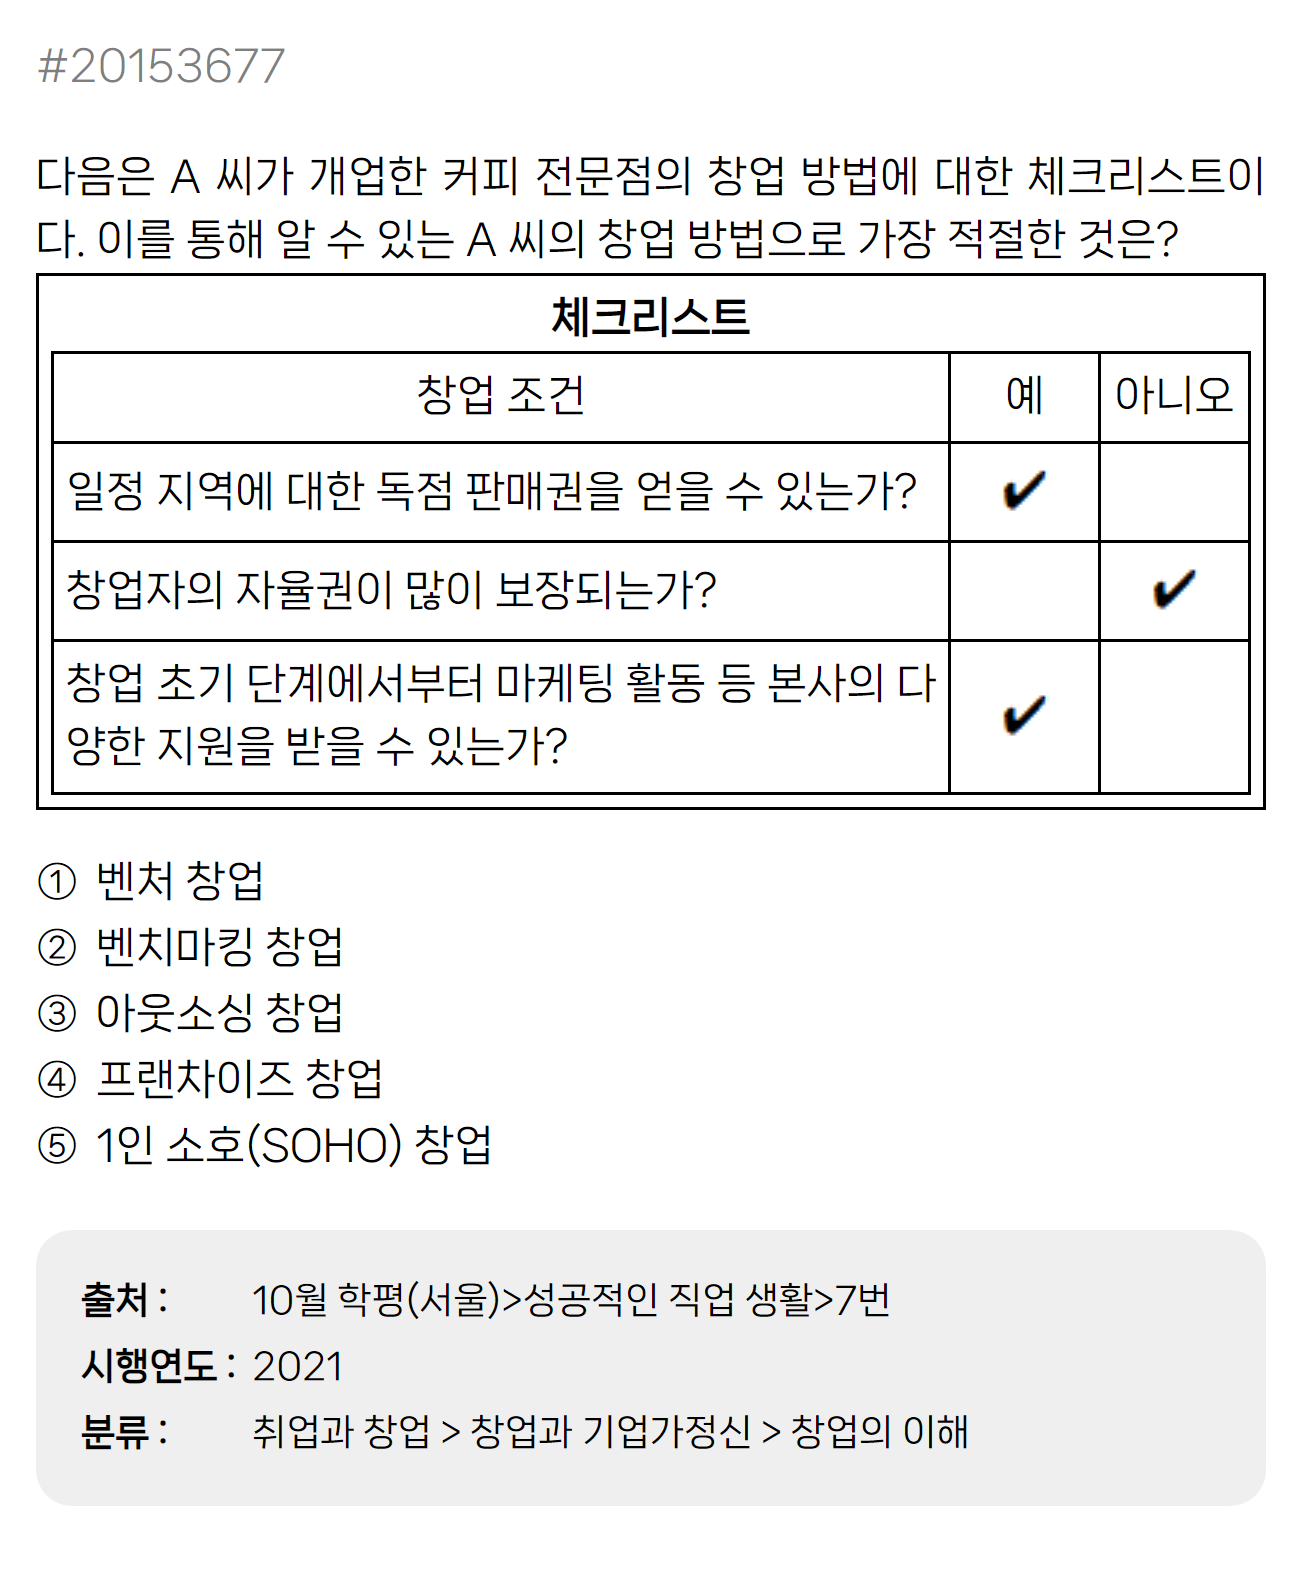 #20153677
다음은 A 씨가 개업한 커피 전문점의 창업 방법에 대한 체크리스트이
다. 이를 통해 알 수 있는 A 씨의 창업 방법으로 가장 적절한 것은?
체크리스트
창업 조건 예 아니오
일정 지역에 대한 독점 판매권을 얻을 수 있는가? ✔
창업자의 자율권이 많이 보장되는가? ✔
창업 초기 단계에서부터 마케팅 활동 등 본사의 다
양한 지원을 받을 수 있는가? ✔
① 벤처 창업
② 벤치마킹 창업
③ 아웃소싱 창업
④ 프랜차이즈 창업
⑤ 1인 소호(SOHO) 창업
출처 : 10월 학평(서울)>성공적인 직업 생활>7번
시행연도 : 2021
분류 : 취업과 창업 > 창업과 기업가정신 > 창업의 이해